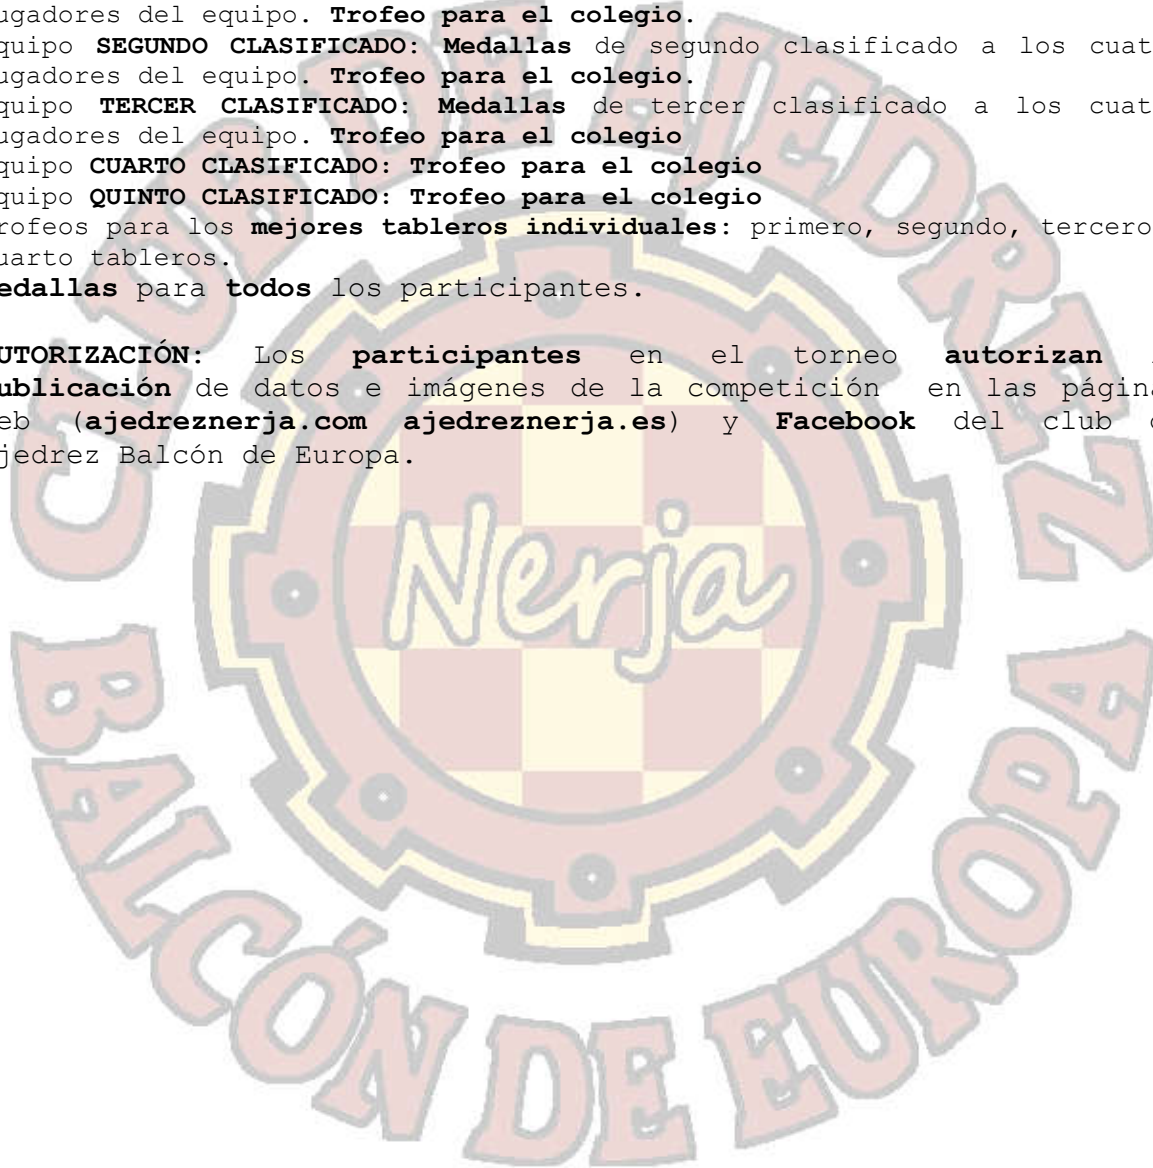 ugadores del equipo. Trofeo para el colegio.
quipo SEGUNDO CLASIFICADO: Medallas de segundo clasificado a los cuat
ugadores del equipo. Trofeo para el colegio.
quipo TERCER CLASIFICADO: Medallas de tercer clasificado a los cuat
ugadores del equipo. Trofeo para el colegio
quipo CUARTO CLASIFICADO: Trofeo para el colegio
quipo QUINTO CLASIFICADO: Trofeo para el colegio
rofeos para los mejores tableros individuales: primero, segundo, tercero
uarto tableros.
edallas para todos los participantes.
UTORIZACIÓN: Los participantes en el torneo autorizan
ublicación de datos e imágenes de la competición en las página
eb (ajedreznerja.com ajedreznerja.es) y Facebook del club
jedrez Balcón de Europa.
CLUB DE AJEDREZ
Nerja
BALCÓN DE EUROPA